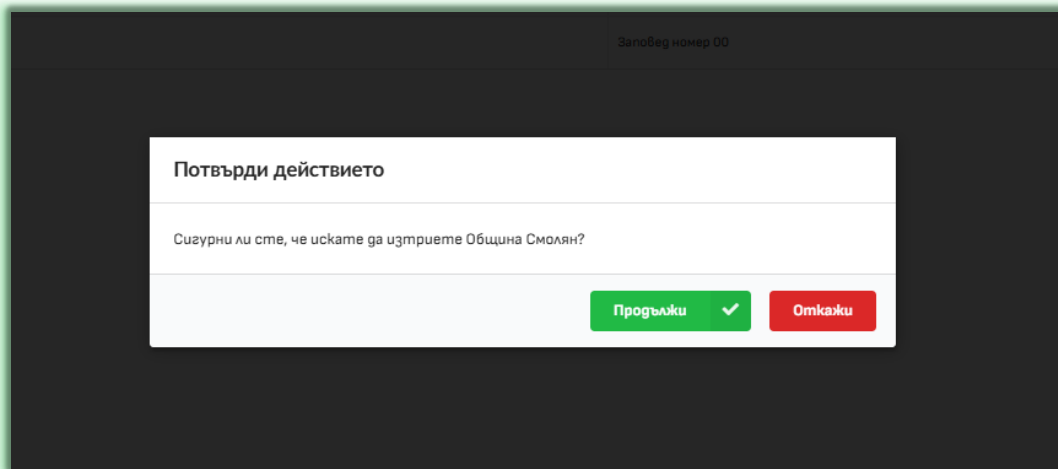 Заповед номер 00
Потвърди действието
Сигурни ли сте, че искате да изтриете Община Смолян?
Продължи
Откажи